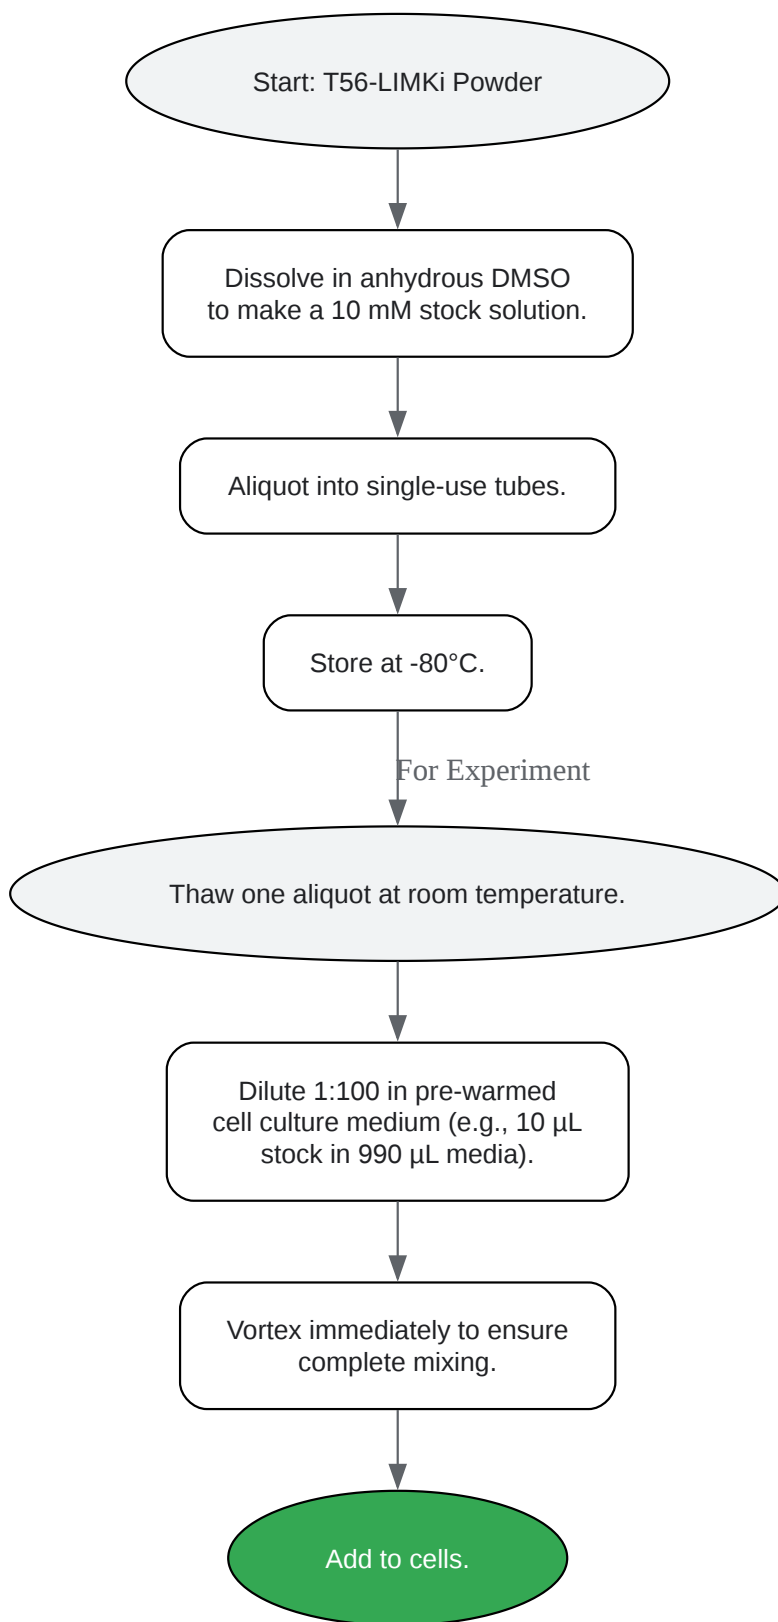 Start: T56-LIMKi Powder
Dissolve in anhydrous DMSO
to make a 10 mM stock solution.
Aliquot into single-use tubes.
Store at -80°C.
For Experiment
Thaw one aliquot at room temperature.
Dilute 1:100 in pre-warmed
cell culture medium (e.g., 10 µL
stock in 990 µL media).
Vortex immediately to ensure
complete mixing.
Add to cells.